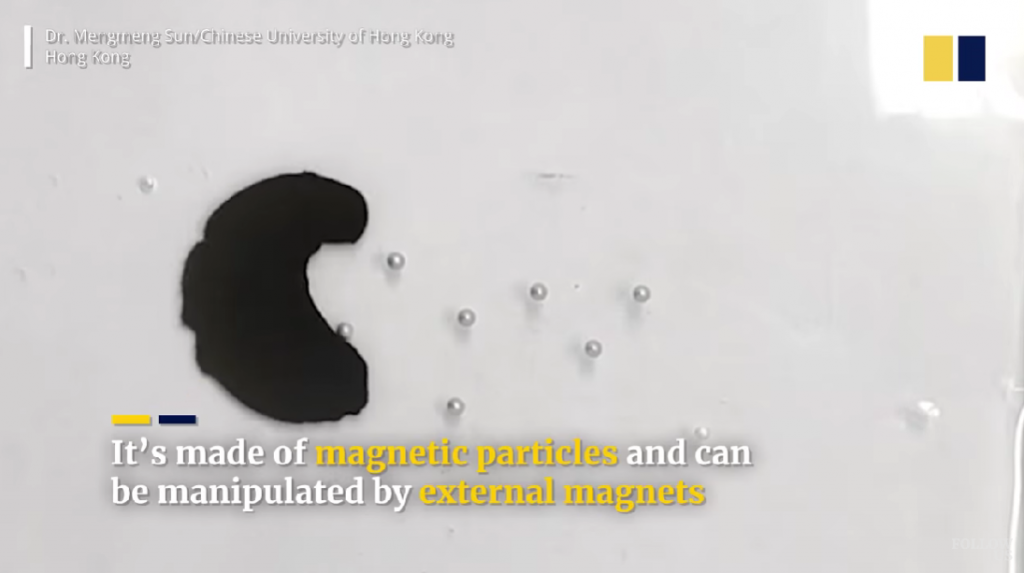 Dr. Mengmeng Sun/Chinese University of Hong Kong
Hong Kong
It’s made of magnetic particles and can
be manipulated by external magnets